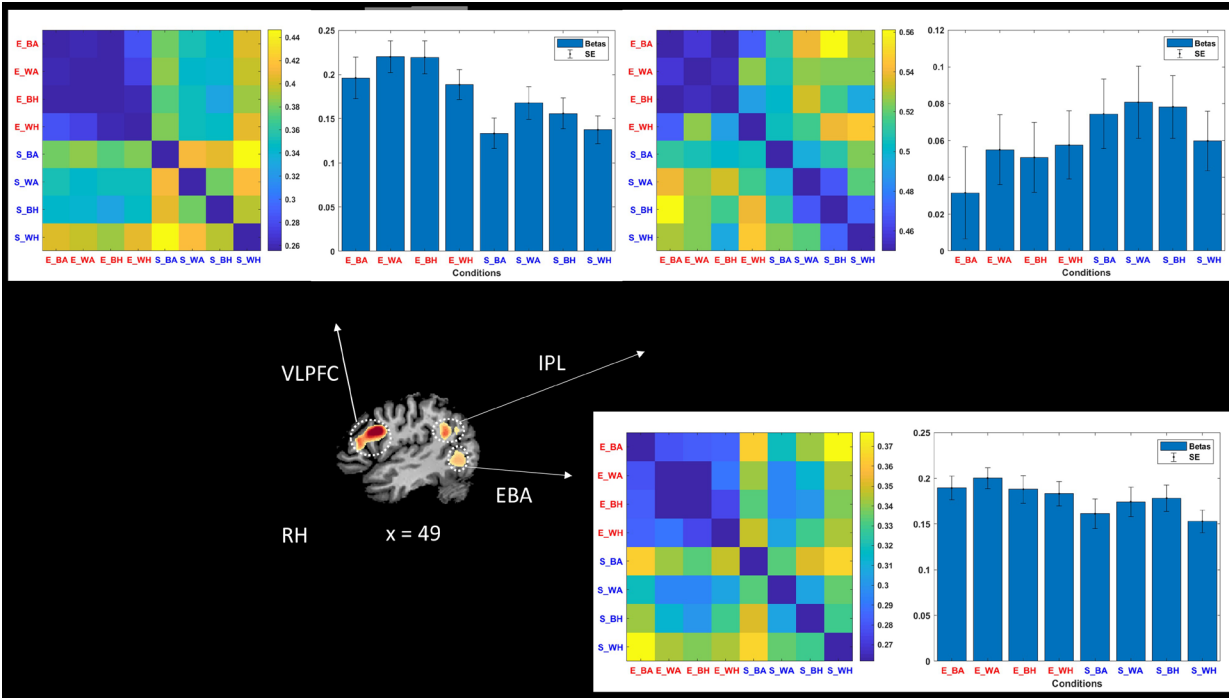 E_BA
E_WA
E_BH
E_WH
S_BA
S_WA
S_BH
S_WH
E_BA E_WA E_BH E_WH S_BA S_WA S_BH S_WH
0.44
0.42
0.4
0.38
0.36
0.34
0.32
0.3
0.28
0.26
0.25
0.2
0.15
0.1
0.05
0
Betas
SE
E_BA E_WA E_BH E_WH S_BA S_WA S_BH S_WH
Conditions
E_BA
E_WA
E_BH
E_WH
S_BA
S_WA
S_BH
S_WH
E_BA E_WA E_BH E_WH S_BA S_WA S_BH S_WH
0.56
0.54
0.52
0.5
0.48
0.46
0.12
0.1
0.08
0.06
0.04
0.02
0
Betas
SE
E_BA E_WA E_BH E_WH S_BA S_WA S_BH S_WH
Conditions
VLPFC
IPL
EBA
RH
x = 49
E_BA
E_WA
E_BH
E_WH
S_BA
S_WA
S_BH
S_WH
E_BA E_WA E_BH E_WH S_BA S_WA S_BH S_WH
0.37
0.36
0.35
0.34
0.33
0.32
0.31
0.3
0.29
0.28
0.27
0.25
0.2
0.15
0.1
0.05
0
Betas
SE
E_BA E_WA E_BH E_WH S_BA S_WA S_BH S_WH
Conditions